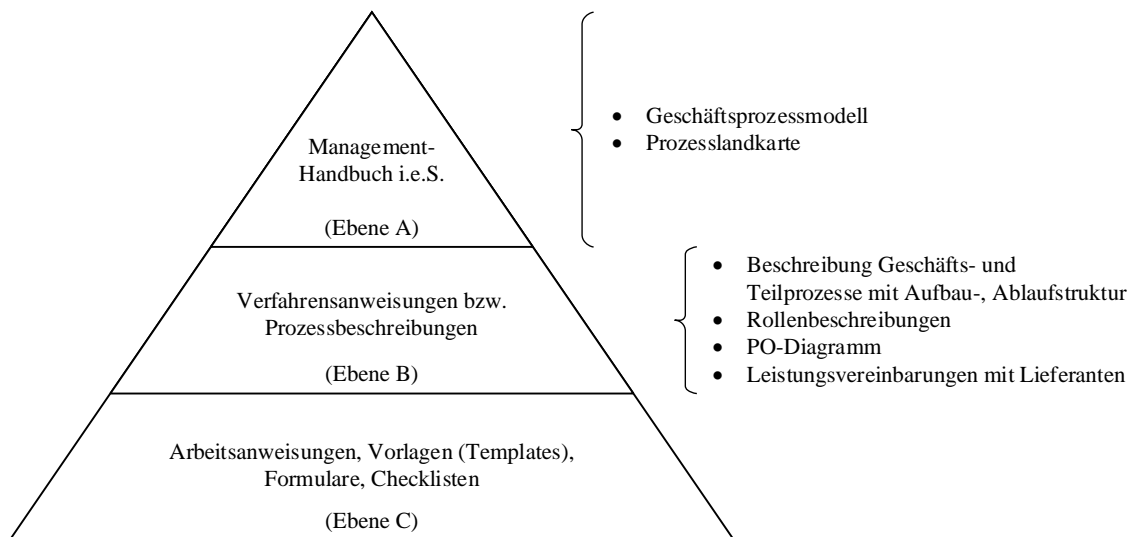 Management-
Handbuch i.e.S.
(Ebene A)
• Geschäftsprozessmodell
• Prozesslandkarte
Verfahrensanweisungen bzw.
Prozessbeschreibungen
(Ebene B)
• Beschreibung Geschäfts- und
Teilprozesse mit Aufbau-, Ablaufstruktur
• Rollenbeschreibungen
• PO-Diagramm
• Leistungsvereinbarungen mit Lieferanten
Arbeitsanweisungen, Vorlagen (Templates),
Formulare, Checklisten
(Ebene C)